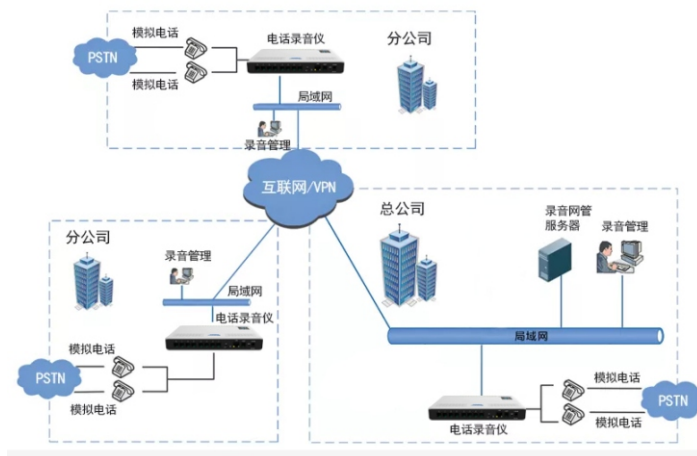 模拟电话
电话录音仪
分公司
PSTN
模拟电话
局域网
录音管理
互联网/VPN
分公司
录音管理
局域网
电话录音仪
模拟电话
PSTN
模拟电话
总公司
录音网管
服务器
录音管理
局域网
模拟电话
PSTN
模拟电话
电话录音仪